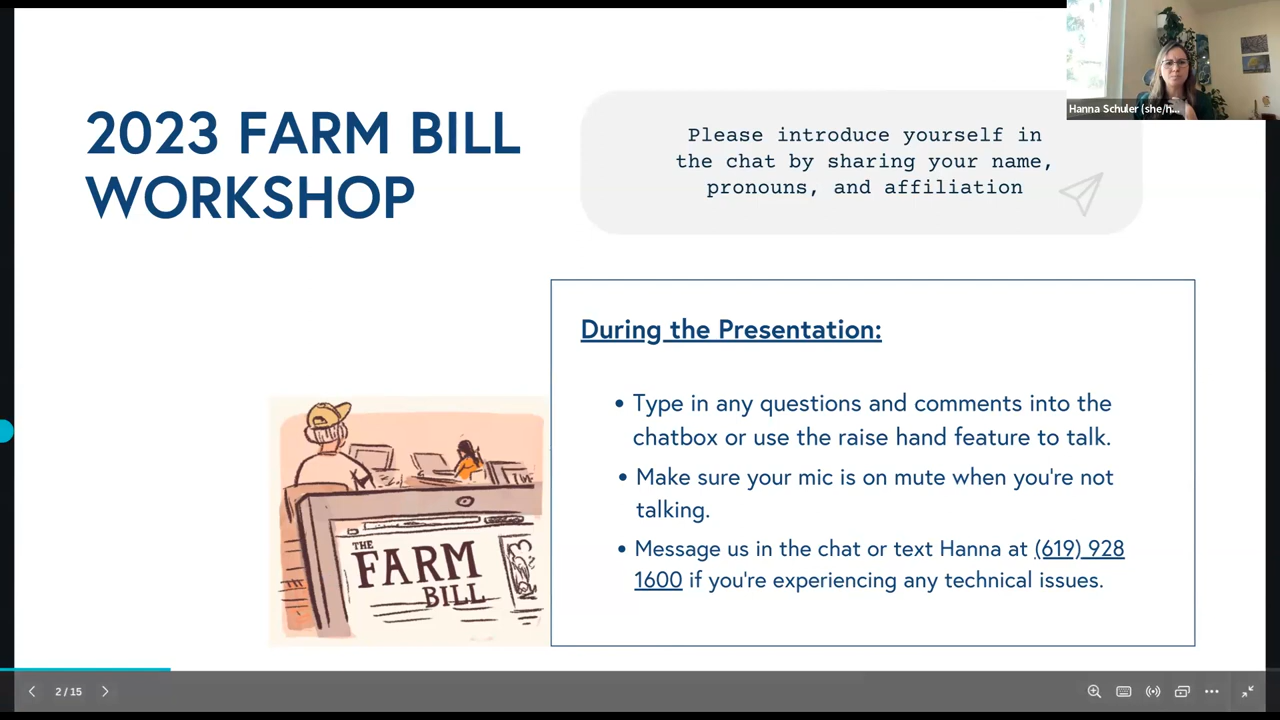 2023 FARM BILL
WORKSHOP
Please introduce yourself in
the chat by sharing your name,
pronouns, and affiliation
Hanna Schuler (she/h...
During the Presentation:
• Type in any questions and comments into the
chatbox or use the raise hand feature to talk.
• Make sure your mic is on mute when you're not
talking.
• Message us in the chat or text Hanna at (619) 928
1600 if you're experiencing any technical issues.
THE
FARM
BILL
2 / 15